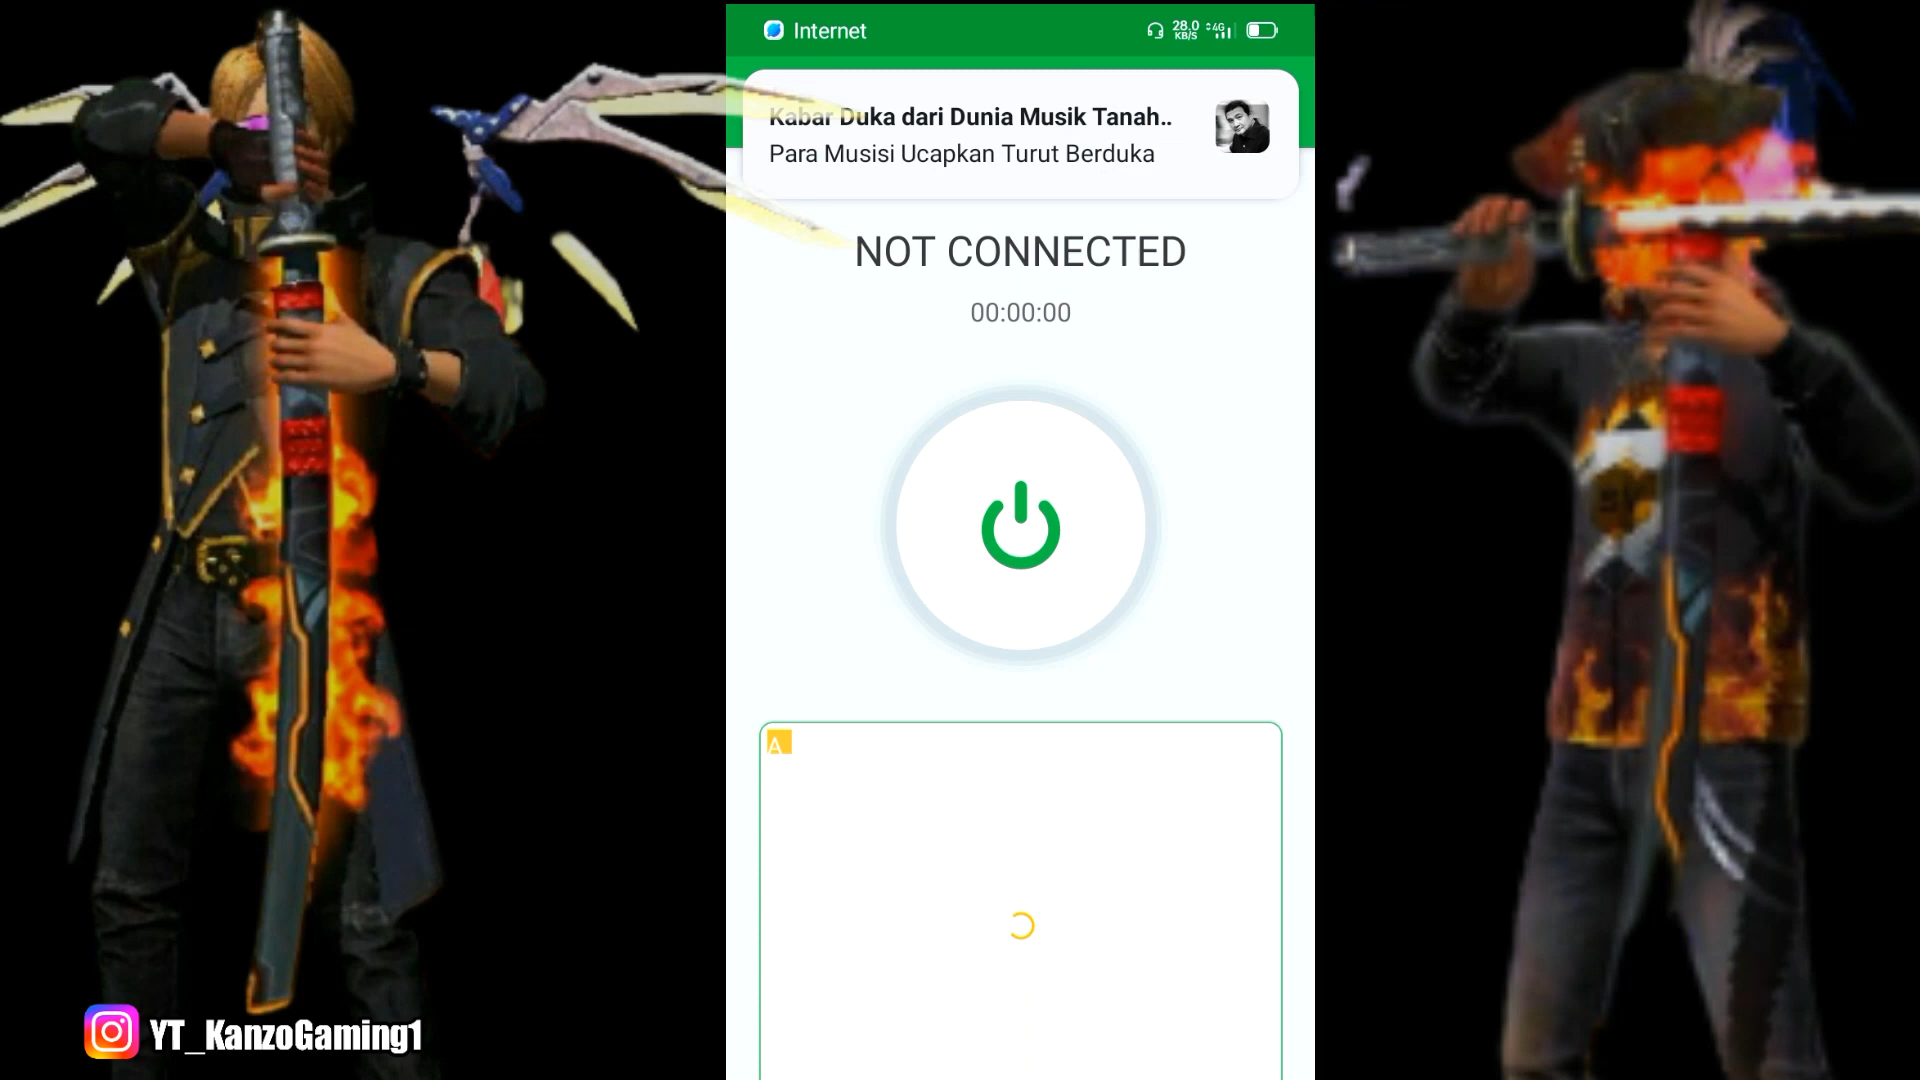 Internet
28.0
KB/S
4G
Kabar Duka dari Dunia Musik Tanah..
Para Musisi Ucapkan Turut Berduka
NOT CONNECTED
00:00:00
A
YT_KanzoGaming1